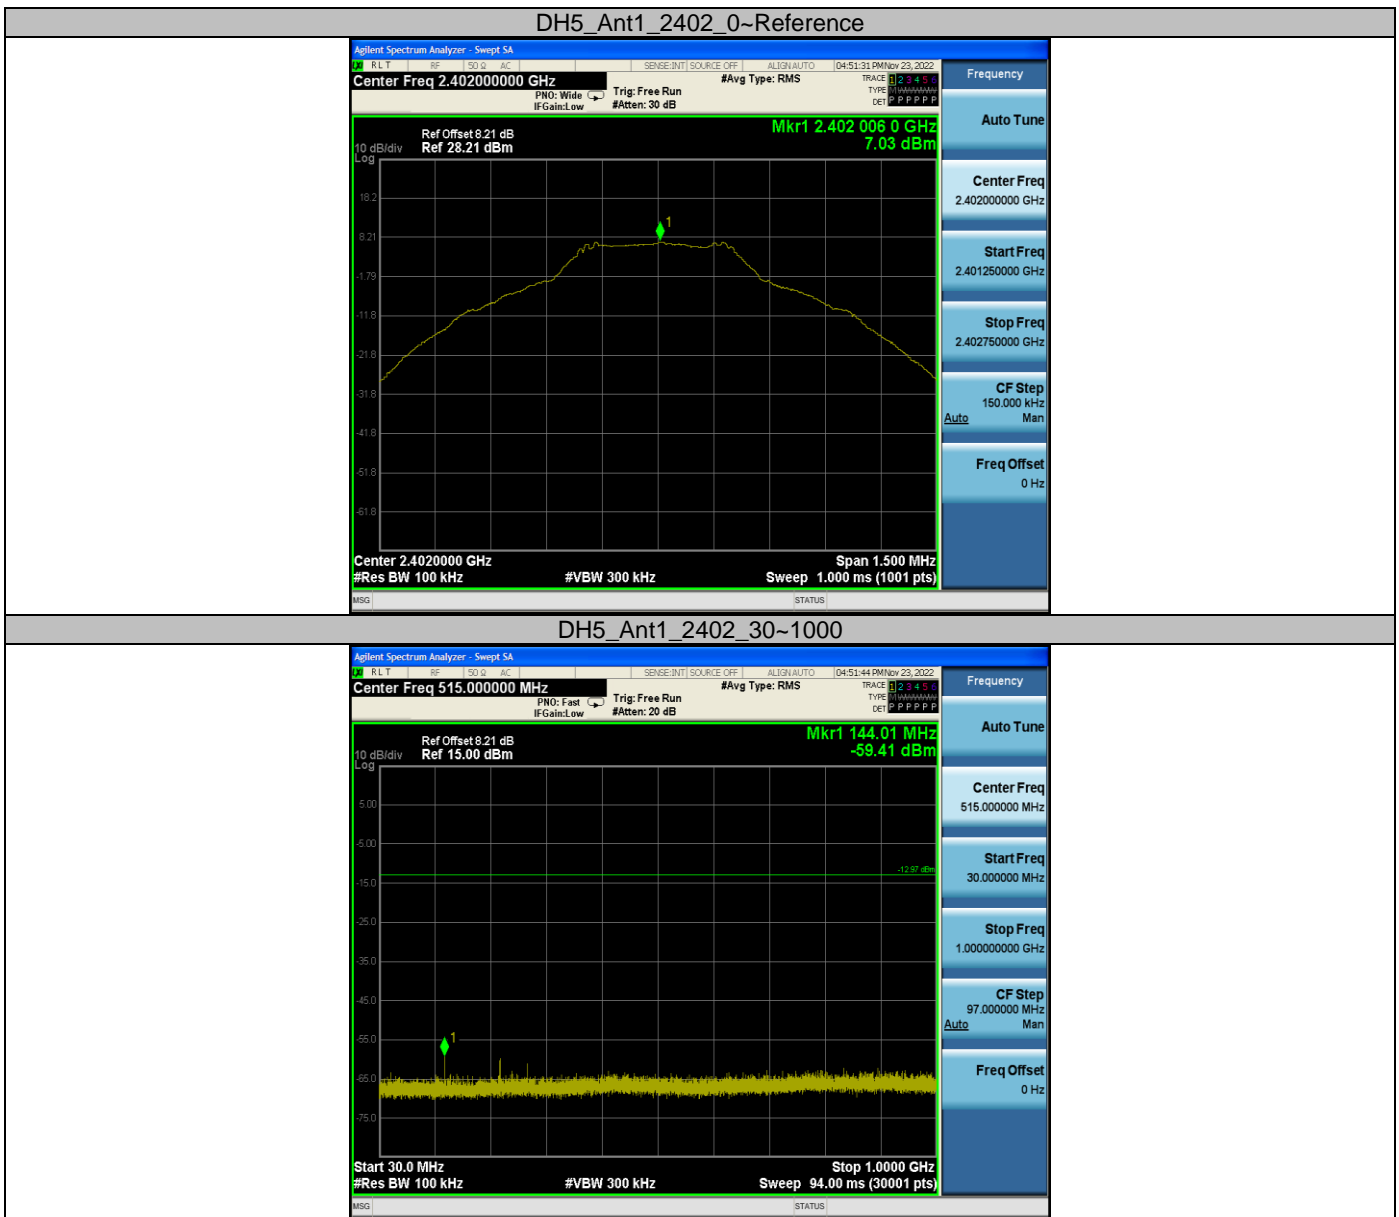 DH5_Ant1_2402_0~Reference
Agilent Spectrum Analyzer - Swept SA
RLT RF 50 Ω AC SENSE:INT SOURCE OFF ALIGNAUTO 04:51:31 PM Nov 23, 2022
Center Freq 2.402000000 GHz #Avg Type: RMS TRACE 1 2 3 4 5 6
PNO: Wide Trig: Free Run TYPE
IFGain:Low #Atten: 30 dB DET P P P P P P
Mkr1 2.402 006 0 GHz
7.03 dBm
Ref Offset 8.21 dB
10 dB/div Ref 28.21 dBm
Log
18.2
8.21
-1.79
-11.8
-21.8
-31.8
-41.8
-51.8
-61.8
1
Center 2.4020000 GHz Span 1.500 MHz
#Res BW 100 kHz #VBW 300 kHz Sweep 1.000 ms (1001 pts)
MSG STATUS
Frequency
Auto Tune
Center Freq
2.402000000 GHz
Start Freq
2.401250000 GHz
Stop Freq
2.402750000 GHz
CF Step
150.000 kHz
Auto Man
Freq Offset
0 Hz
DH5_Ant1_2402_30~1000
Agilent Spectrum Analyzer - Swept SA
RLT RF 50 Ω AC SENSE:INT SOURCE OFF ALIGNAUTO 04:51:44 PM Nov 23, 2022
Center Freq 515.000000 MHz #Avg Type: RMS TRACE 1 2 3 4 5 6
PNO: Fast Trig: Free Run TYPE
IFGain:Low #Atten: 20 dB DET P P P P P P
Mkr1 144.01 MHz
-59.41 dBm
Ref Offset 8.21 dB
10 dB/div Ref 15.00 dBm
Log
5.00
-5.00
-12.97 dBm
-15.0
-25.0
-35.0
-45.0
-55.0
-65.0
-75.0
1
Start 30.0 MHz Stop 1.0000 GHz
#Res BW 100 kHz #VBW 300 kHz Sweep 94.00 ms (30001 pts)
MSG STATUS
Frequency
Auto Tune
Center Freq
515.000000 MHz
Start Freq
30.000000 MHz
Stop Freq
1.000000000 GHz
CF Step
97.000000 MHz
Auto Man
Freq Offset
0 Hz